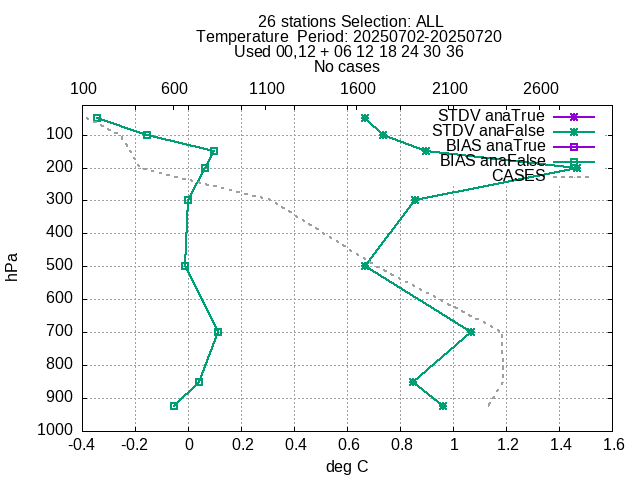 26 stations Selection: ALL
Temperature  Period: 20250702-20250720
Used 00,12 + 06 12 18 24 30 36
No cases
100 600 1100 1600 2100 2600
STDV anaTrue
STDV anaFalse
BIAS anaTrue
BIAS anaFalse
CASES
100
200
300
400
500
600
700
800
900
1000
hPa
-0.4 -0.2 0 0.2 0.4 0.6 0.8 1 1.2 1.4 1.6
deg C